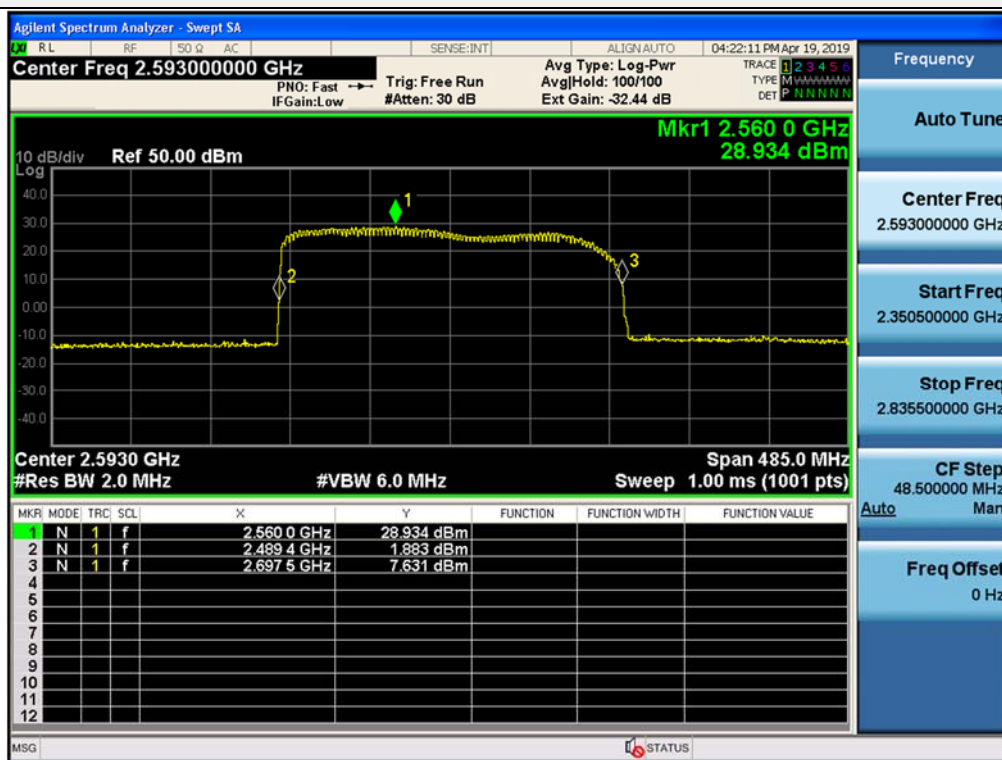 Agilent Spectrum Analyzer - Swept SA
LXI RL RF 50 Ω AC SENSE:INT ALIGN AUTO 04:22:11 PM Apr 19, 2019
Center Freq 2.593000000 GHz
PNO: Fast
IFGain:Low
Trig: Free Run
#Atten: 30 dB
Avg Type: Log-Pwr
Avg|Hold: 100/100
Ext Gain: -32.44 dB
TRACE 1 2 3 4 5 6
TYPE M
DET P N N N N N
Mkr1 2.560 0 GHz
28.934 dBm
10 dB/div Ref 50.00 dBm
Log
40.0
30.0
20.0
10.0
0.00
-10.0
-20.0
-30.0
-40.0
1
2
3
Center 2.5930 GHz Span 485.0 MHz
#Res BW 2.0 MHz #VBW 6.0 MHz Sweep 1.00 ms (1001 pts)
MKR MODE TRC SCL X Y FUNCTION FUNCTION WIDTH FUNCTION VALUE
1 N 1 f 2.560 0 GHz 28.934 dBm
2 N 1 f 2.489 4 GHz 1.883 dBm
3 N 1 f 2.697 5 GHz 7.631 dBm
4
5
6
7
8
9
10
11
12
MSG STATUS
Frequency
Auto Tune
Center Freq
2.593000000 GHz
Start Freq
2.350500000 GHz
Stop Freq
2.835500000 GHz
CF Step
48.500000 MHz
Auto Man
Freq Offset
0 Hz